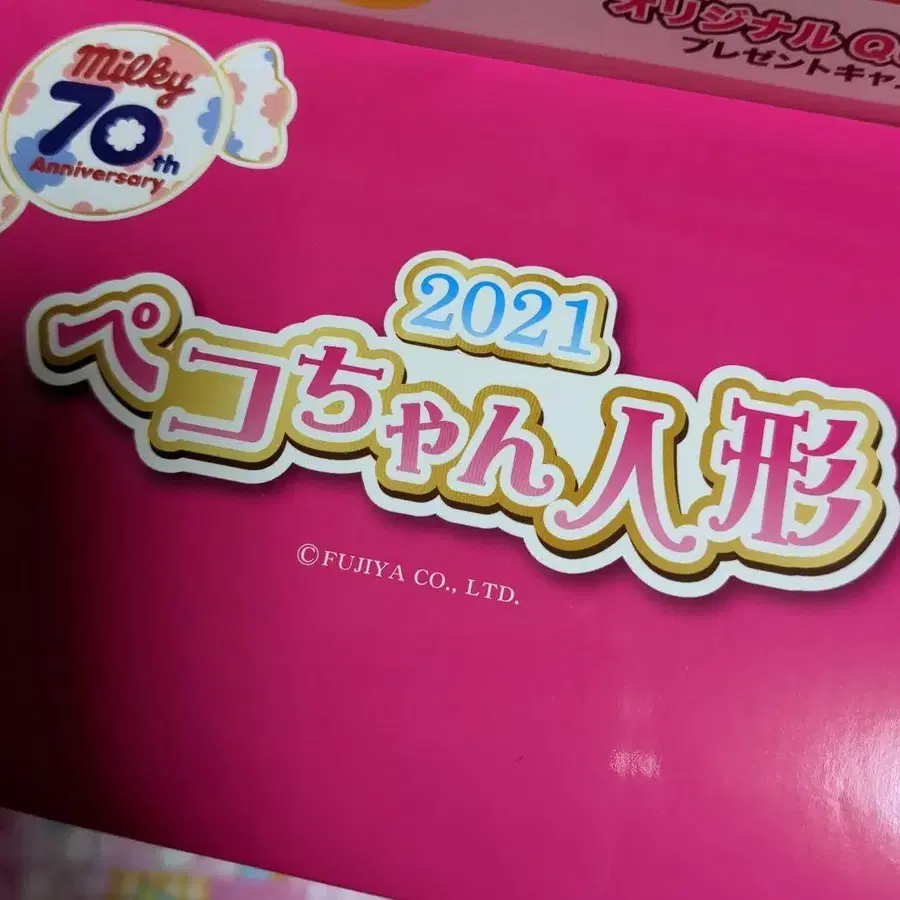 オリジナルQ
プレゼントキャ
milky
70th
Anniversary
2021
ペコちゃん人形
©FUJIYA CO., LTD.